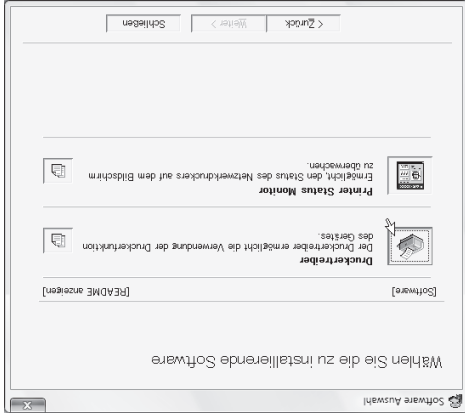 Software Auswahl
X
Wählen Sie die zu installierende Software
[Software]
[README anzeigen]
Druckertreiber
Der Druckertreiber ermöglicht die Verwendung der Druckerfunktion
des Gerätes.
Printer Status Monitor
Ermöglicht, den Status des Netzwerkdruckers auf dem Bildschirm
zu überwachen.
< Zurück
Weiter >
Schließen